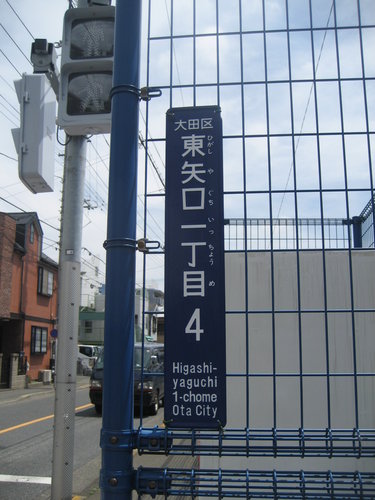 大田区
東矢口一丁目
ひがし や ぐち いっ ちょう め
4
Higashi-
yaguchi
1-chome
Ota City